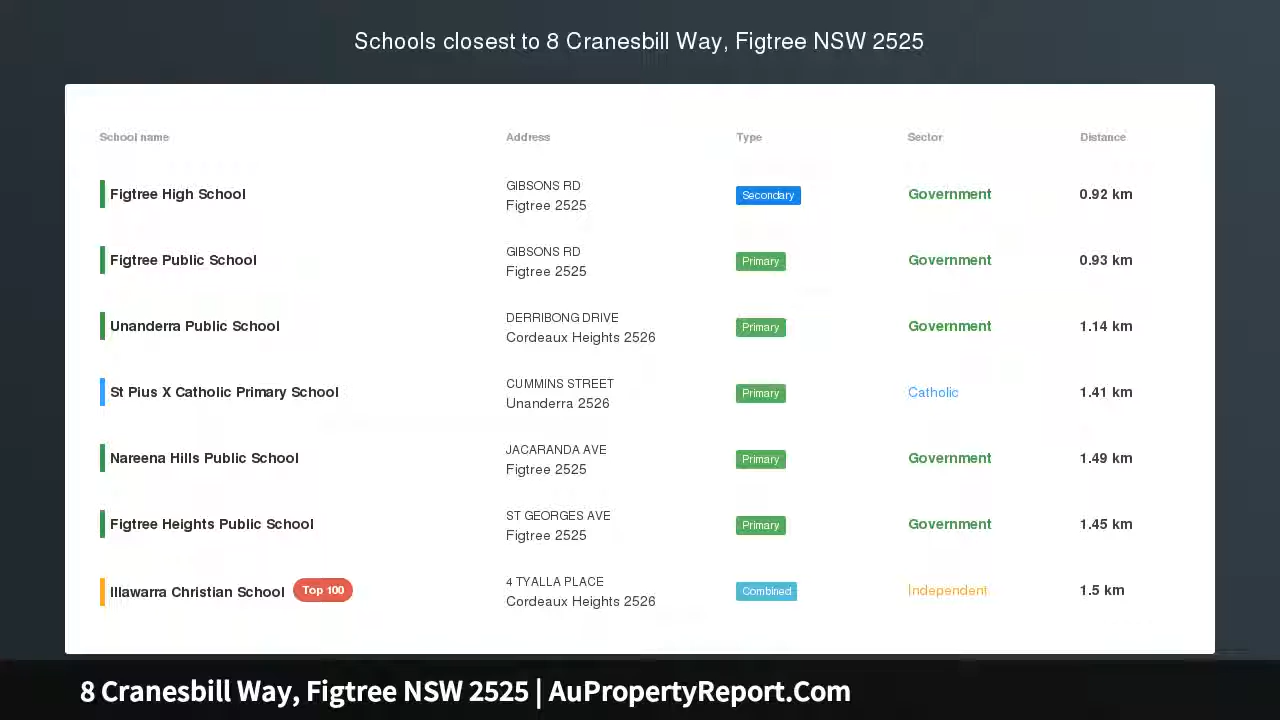 Schools closest to 8 Cranesbill Way, Figtree NSW 2525
School name Address Type Sector Distance
Figtree High School GIBSONS RD Figtree 2525 Secondary Government 0.92 km
Figtree Public School GIBSONS RD Figtree 2525 Primary Government 0.93 km
Unanderra Public School DERRIBONG DRIVE Cordeaux Heights 2526 Primary Government 1.14 km
St Pius X Catholic Primary School CUMMINS STREET Unanderra 2526 Primary Catholic 1.41 km
Nareena Hills Public School JACARANDA AVE Figtree 2525 Primary Government 1.49 km
Figtree Heights Public School ST GEORGES AVE Figtree 2525 Primary Government 1.45 km
Illawarra Christian School Top 100 4 TYALLA PLACE Cordeaux Heights 2526 Combined Independent 1.5 km
8 Cranesbill Way, Figtree NSW 2525 | AuPropertyReport.Com